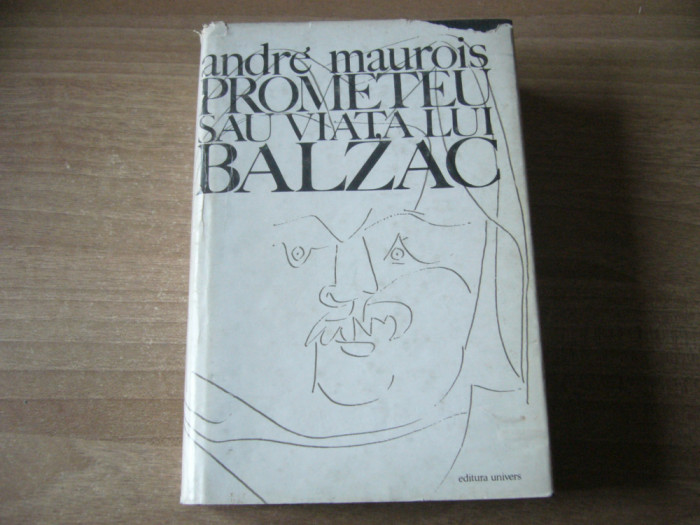 andré maurois
PROMETEU
SAU VIAȚA LUI
BALZAC
editura univers